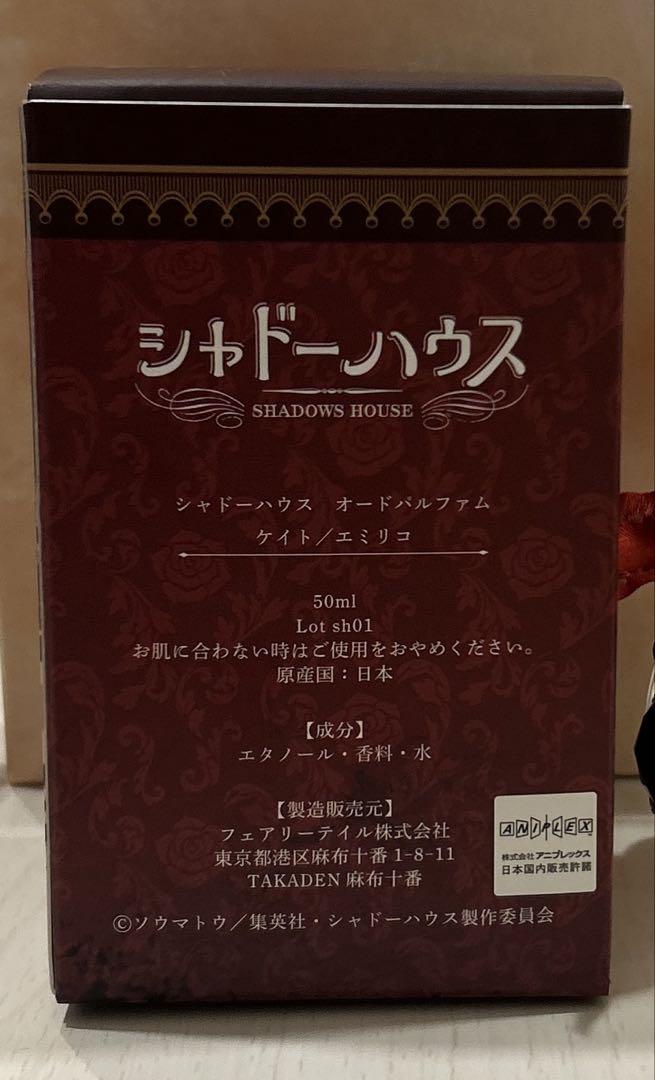 シャドーハウス
SHADOWS HOUSE
シャドーハウス　オードパルファム
ケイト／エミリコ
50ml
Lot sh01
お肌に合わない時はご使用をおやめください。
原産国：日本
【成分】
エタノール・香料・水
【製造販売元】
フェアリーテイル株式会社
東京都港区麻布十番 1-8-11
TAKADEN 麻布十番
ANIPLEX
株式会社 アニプレックス
日本国内販売許諾
©ソウマトウ／集英社・シャドーハウス製作委員会